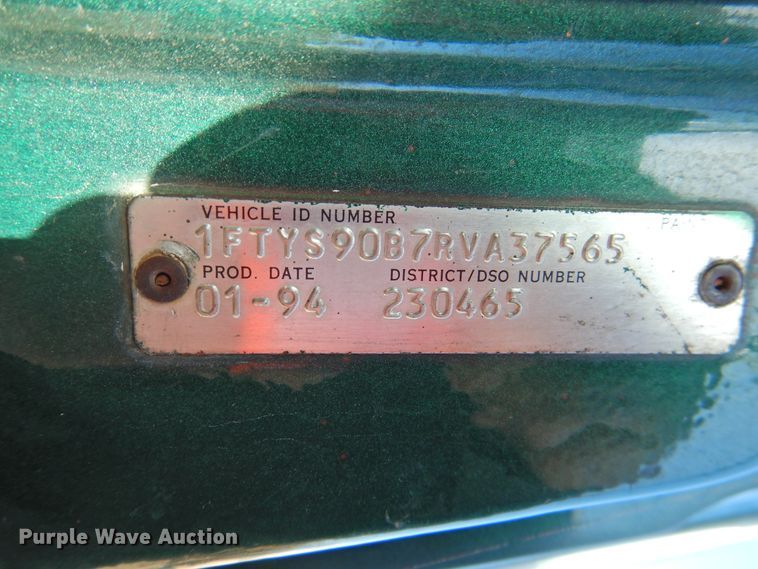 VEHICLE ID NUMBER
1FTYS90B7RVA37565
PROD. DATE DISTRICT/DSO NUMBER
01-94 230465
Purple Wave Auction